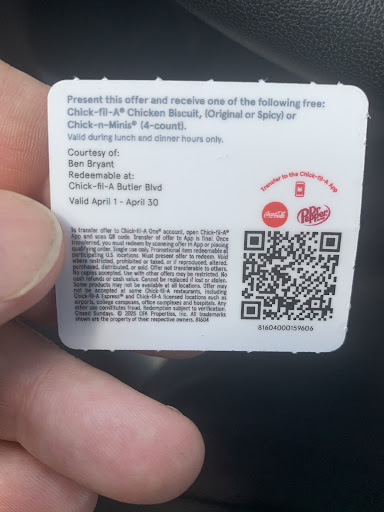 Present this offer and receive one of the following free:
Chick-fil-A® Chicken Biscuit, (Original or Spicy) or
Chick-n-Minis® (4-count).
Valid during lunch and dinner hours only.
Courtesy of:
Ben Bryant
Redeemable at:
Chick-fil-A Butler Blvd
Valid April 1 - April 30
Transfer to the Chick-fil-A App
Coca-Cola
Dr Pepper
To transfer offer to Chick-fil-A One® account, open Chick-fil-A®
App and scan QR code. Transfer of offer to App is final. Once
transferred, you must redeem by scanning offer in App or placing
qualifying order. Single use only. Promotional item redeemable at
participating U.S. locations. Must present offer to redeem. Void
where restricted, prohibited or taxed, or if reproduced, altered,
purchased, distributed, or sold. Offer not transferable to others.
No copies accepted. Use with other offers may be restricted. No
cash refunds or cash value. Cannot be replaced if lost or stolen.
Some products may not be available at all locations. Offer may
not be accepted at some Chick-fil-A restaurants, including
Chick-fil-A Express® and Chick-fil-A licensed locations such as
airports, college campuses, office complexes and hospitals. Any
other use constitutes fraud. Redemption subject to verification.
Closed Sundays. © 2025 CFA Properties, Inc. All trademarks
shown are the property of their respective owners. 81604
81604000159606